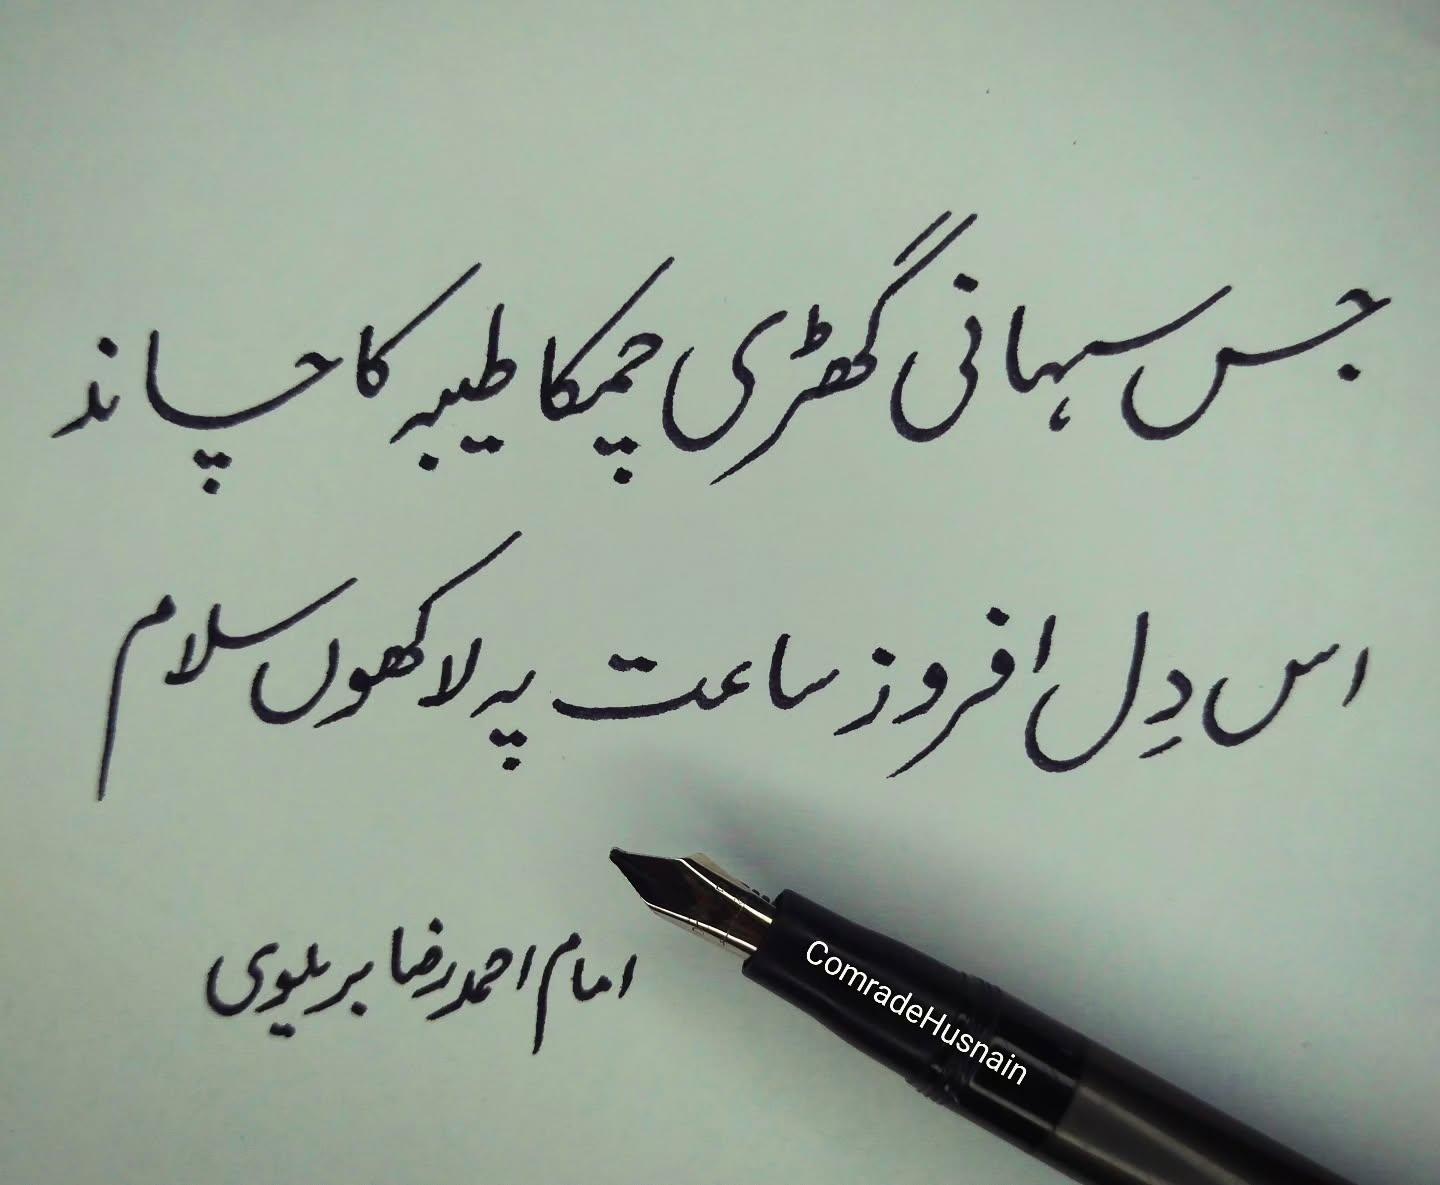 جس سہانی گھڑی چمکا طیبہ کا چاند
اس دِل افروز ساعت پہ لاکھوں سلام
امام احمد رضا بریلوی
ComradeHusnain